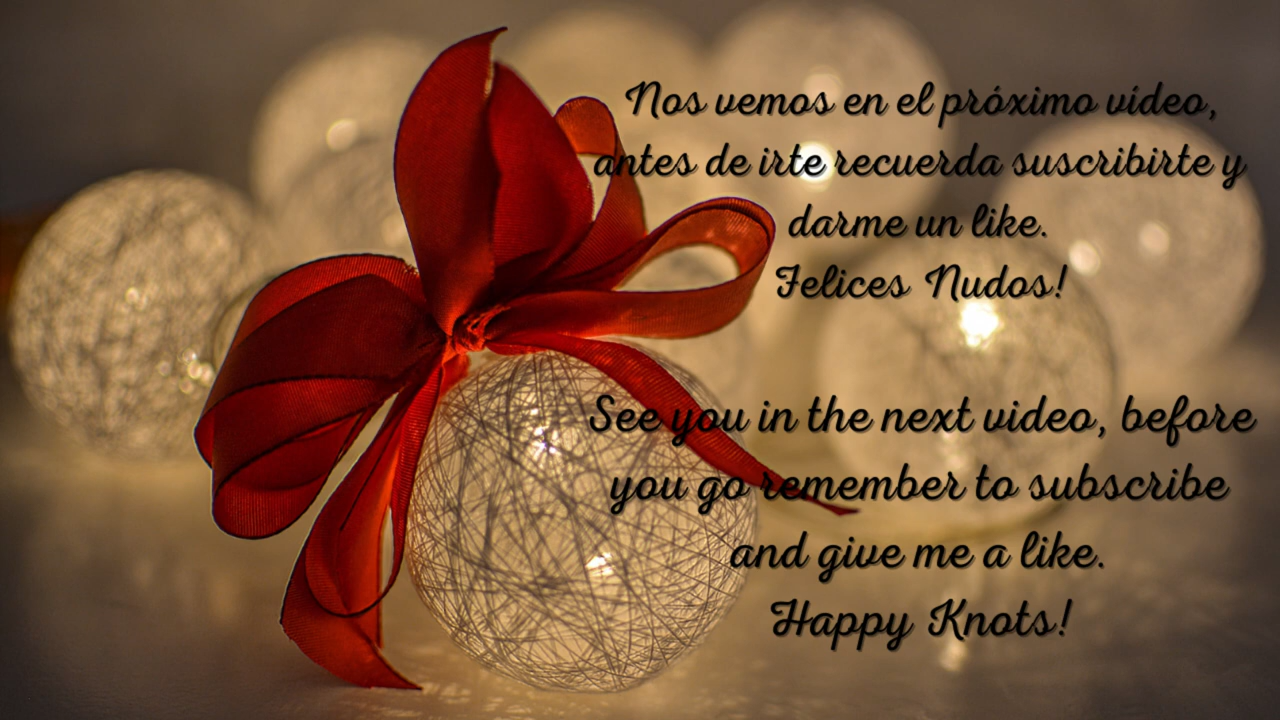 Nos vemos en el próximo vídeo,
antes de irte recuerda suscribirte y
darme un like.
Felices Nudos!
See you in the next video, before
you go remember to subscribe
and give me a like.
Happy Knots!